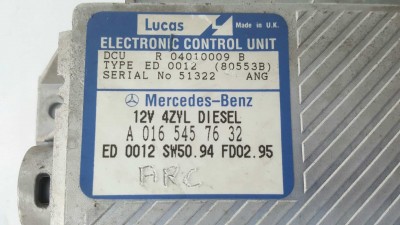 Lucas Made in U.K.
ELECTRONIC CONTROL UNIT
DCU R 04010009 B
TYPE ED 0012 (80553B)
SERIAL No 51322 ANG
Mercedes-Benz
12V 4ZYL DIESEL
A 016 545 76 32
ED 0012 SW50.94 FD02.95
ARC